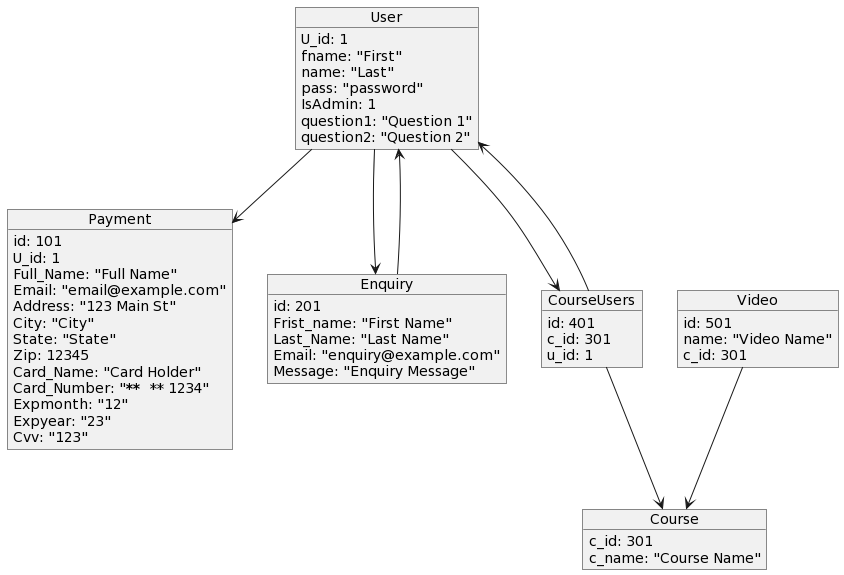 User
U_id: 1
fname: "First"
name: "Last"
pass: "password"
IsAdmin: 1
question1: "Question 1"
question2: "Question 2"
Payment
id: 101
U_id: 1
Full_Name: "Full Name"
Email: "email@example.com"
Address: "123 Main St"
City: "City"
State: "State"
Zip: 12345
Card_Name: "Card Holder"
Card_Number: "** ** 1234"
Expmonth: "12"
Expyear: "23"
Cvv: "123"
Enquiry
id: 201
Frist_name: "First Name"
Last_Name: "Last Name"
Email: "enquiry@example.com"
Message: "Enquiry Message"
CourseUsers
id: 401
c_id: 301
u_id: 1
Video
id: 501
name: "Video Name"
c_id: 301
Course
c_id: 301
c_name: "Course Name"